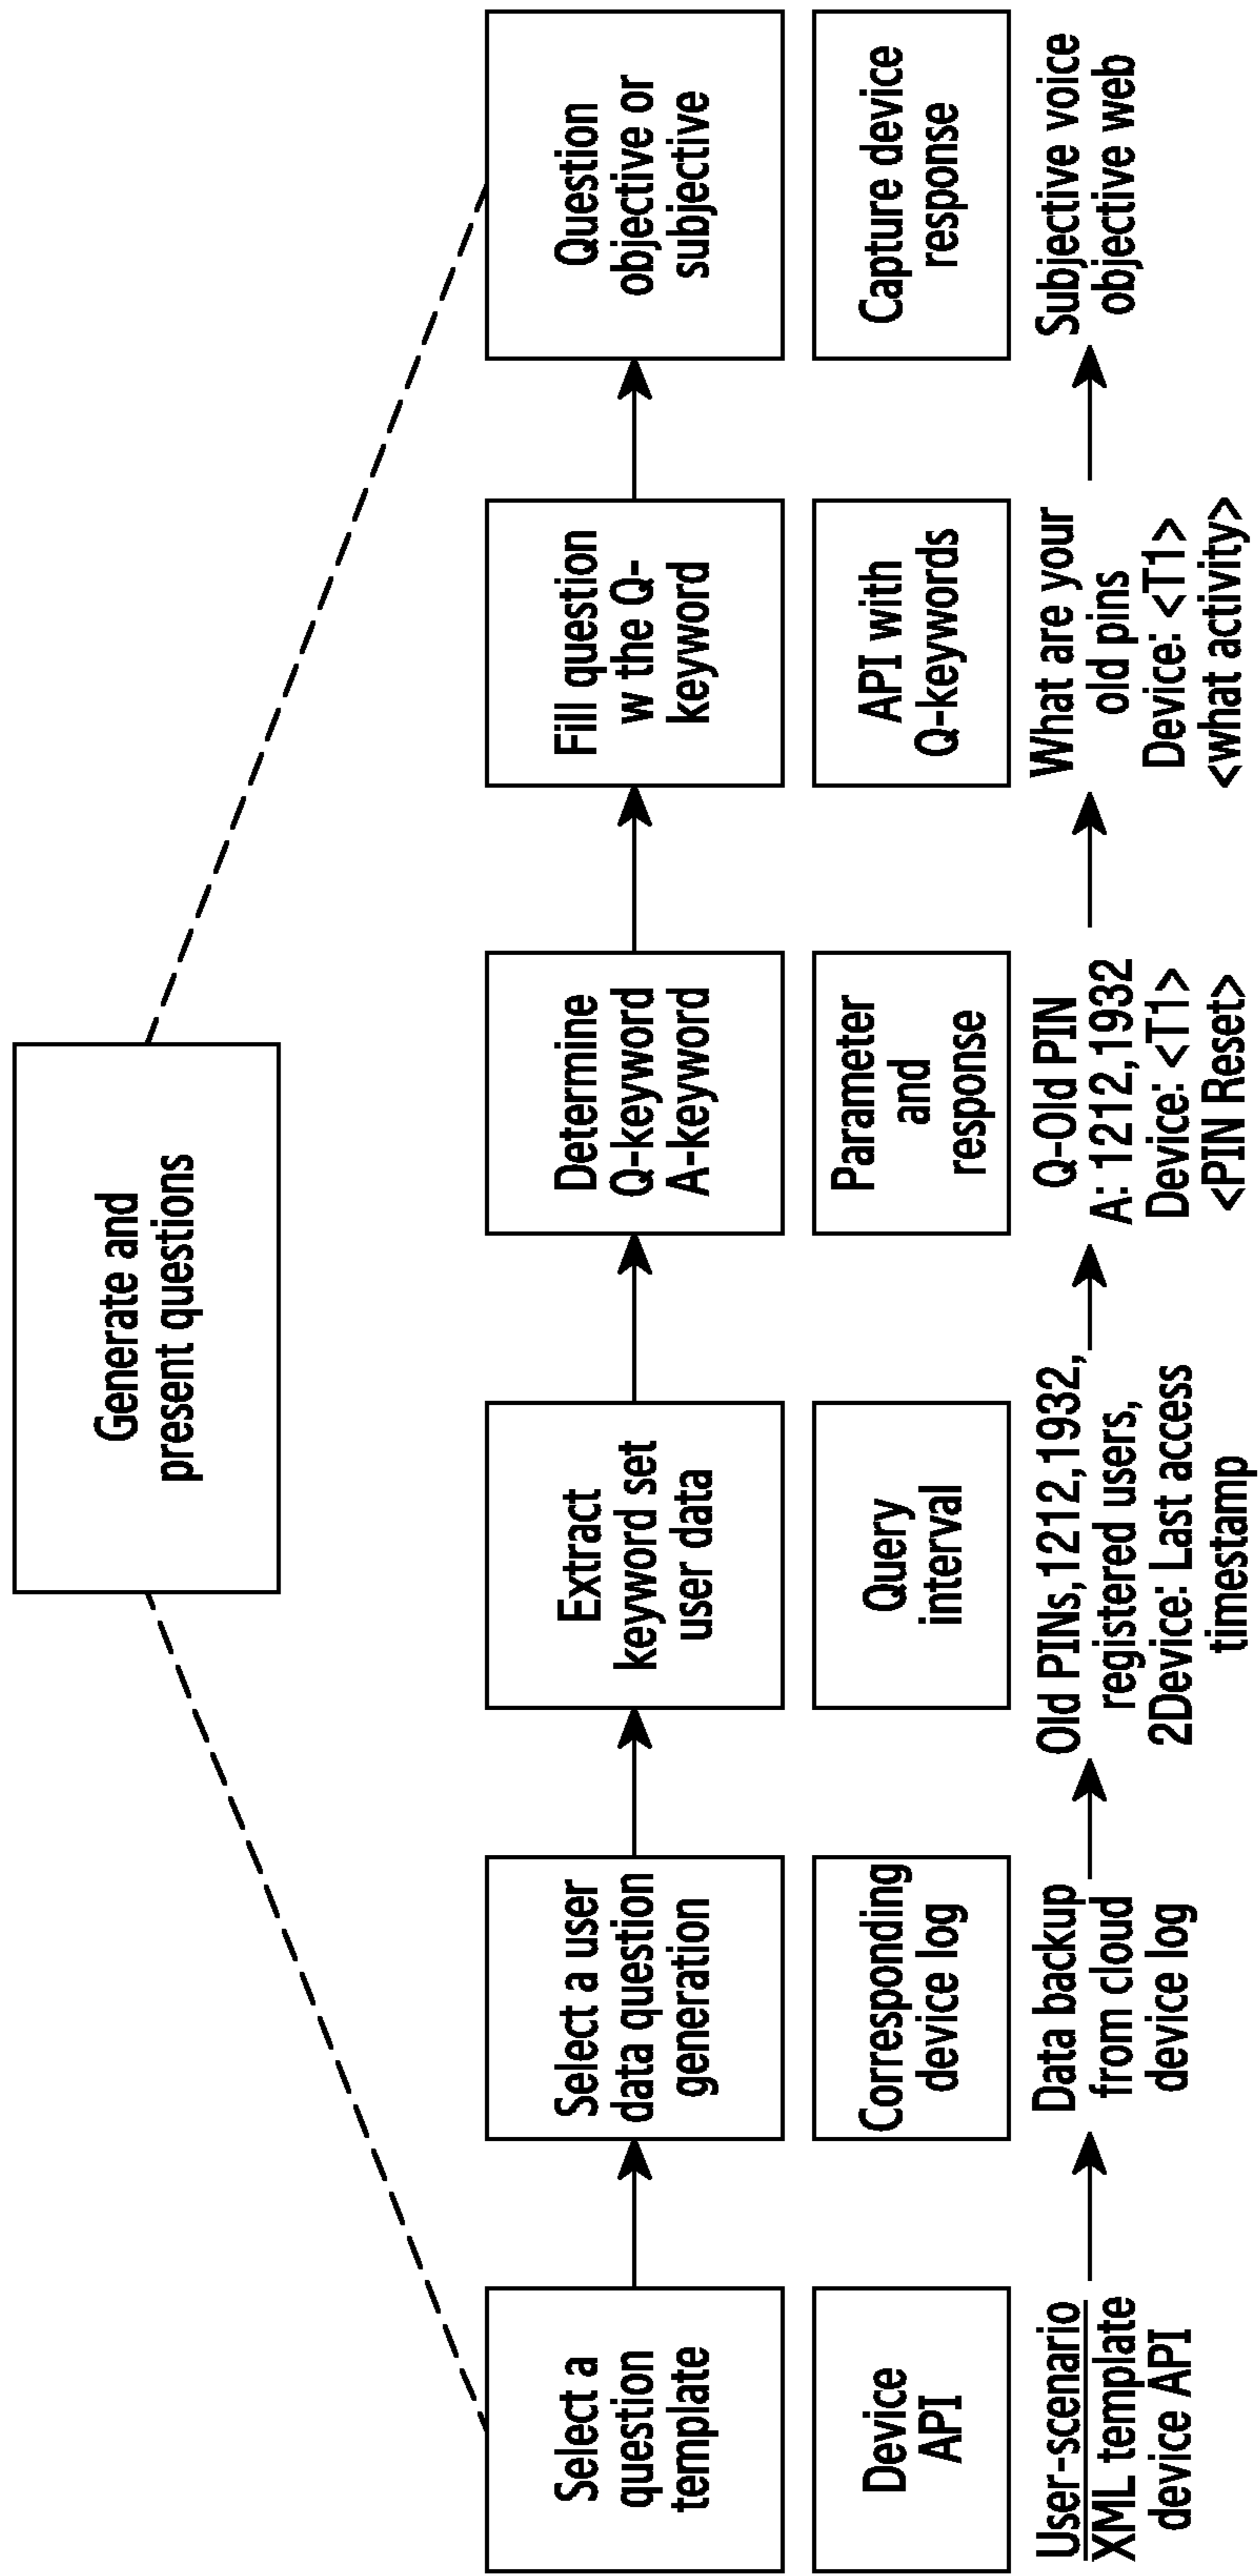 Generate and
present questions
Select a
question
template
Select a user
data question
generation
Extract
keyword set
user data
Determine
Q-keyword
A-keyword
Fill question
w the Q-
keyword
Question
objective or
subjective
Device
API
Corresponding
device log
Query
interval
Parameter
and
response
API with
Q-keywords
Capture device
response
User-scenario
XML template
device API
Data backup
from cloud
device log
Old PINs,1212,1932,
registered users,
2Device: Last access
timestamp
Q-Old PIN
A: 1212,1932
Device: <T1>
<PIN Reset>
What are your
old pins
Device: <T1>
<what activity>
Subjective voice
objective web